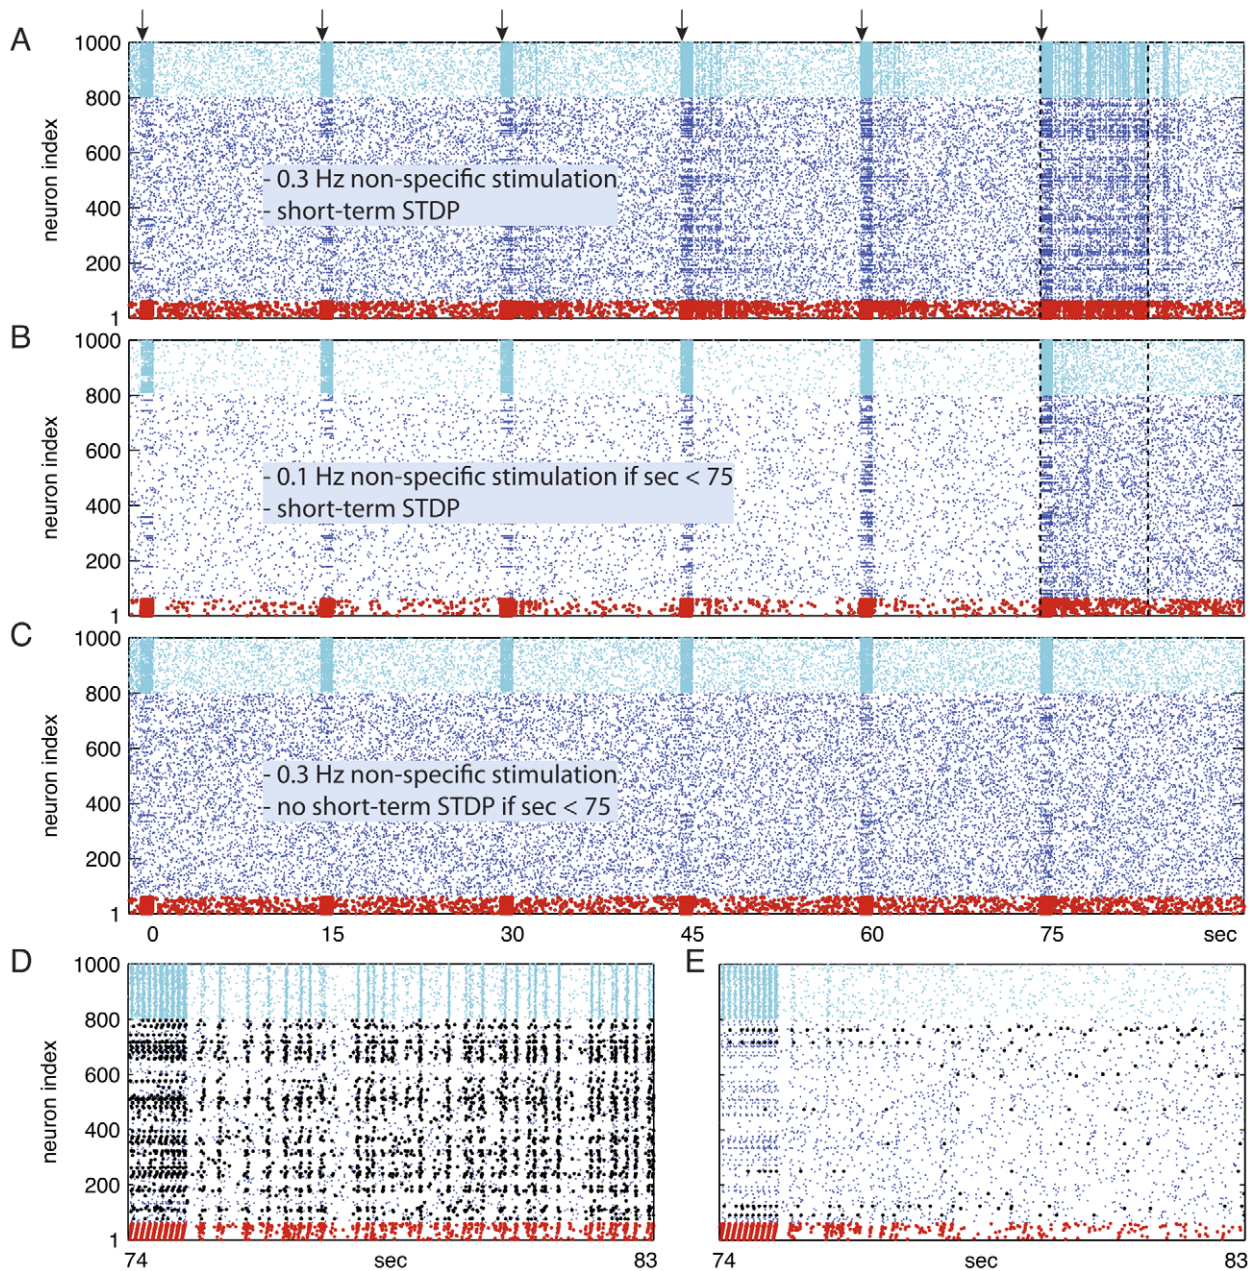 A
1000
800
600
400
200
1
neuron index
- 0.3 Hz non-specific stimulation
- short-term STDP
B
1000
800
600
400
200
1
neuron index
- 0.1 Hz non-specific stimulation if sec < 75
- short-term STDP
C
1000
800
600
400
200
1
neuron index
- 0.3 Hz non-specific stimulation
- no short-term STDP if sec < 75
0 15 30 45 60 75 sec
D
1000
800
600
400
200
1
neuron index
74 sec 83
E
74 sec 83